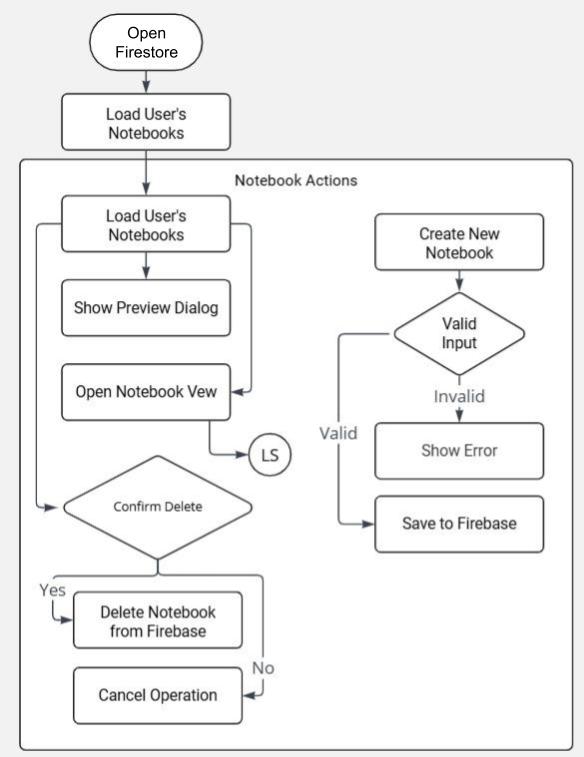 Open
Firestore
Load User's
Notebooks
Notebook Actions
Load User's
Notebooks
Show Preview Dialog
Open Notebook Vew
LS
Confirm Delete
Yes
Delete Notebook
from Firebase
No
Cancel Operation
Create New
Notebook
Valid
Input
Invalid
Valid
Show Error
Save to Firebase